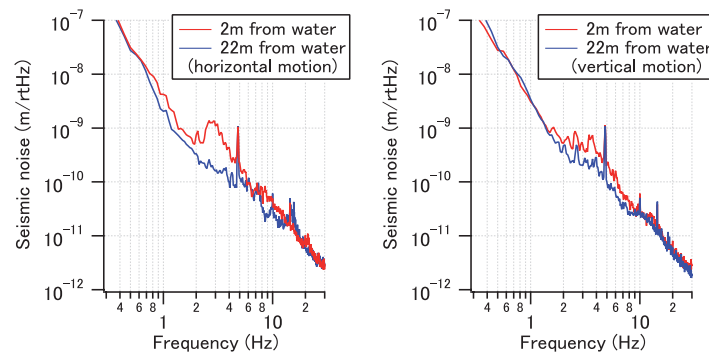 10⁻⁷
10⁻⁸
10⁻⁹
10⁻¹⁰
10⁻¹¹
10⁻¹²
Seismic noise (m/rtHz)
2m from water
22m from water
(horizontal motion)
4 6 8 1 2 4 6 8 10 2
Frequency (Hz)
10⁻⁷
10⁻⁸
10⁻⁹
10⁻¹⁰
10⁻¹¹
10⁻¹²
Seismic noise (m/rtHz)
2m from water
22m from water
(vertical motion)
4 6 8 1 2 4 6 8 10 2
Frequency (Hz)